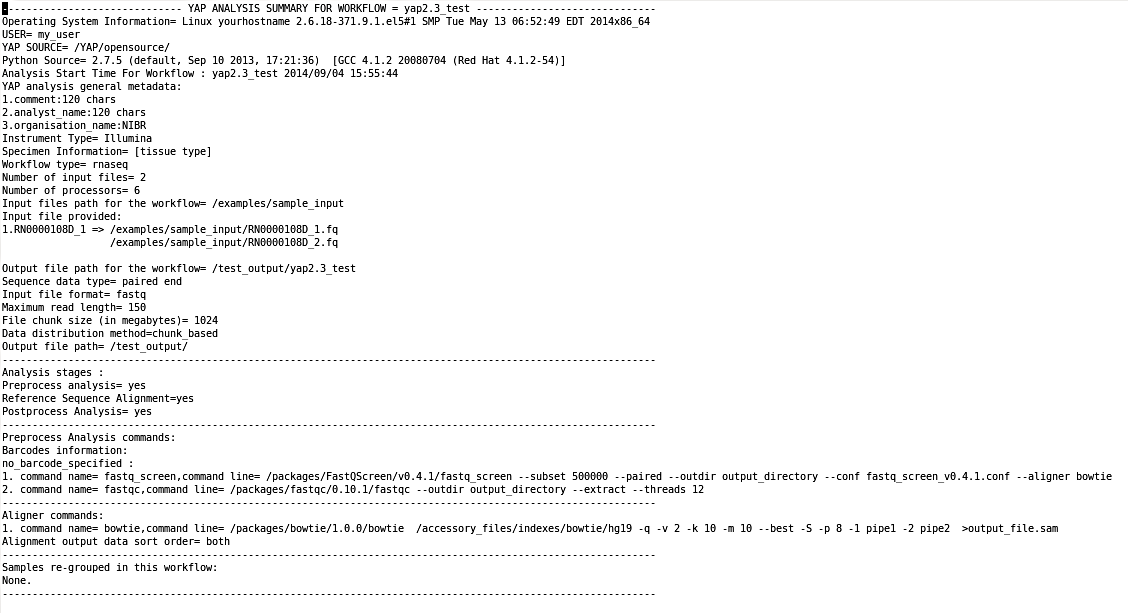 ------------------------------ YAP ANALYSIS SUMMARY FOR WORKFLOW = yap2.3_test ------------------------------
Operating System Information= Linux yourhostname 2.6.18-371.9.1.el5#1 SMP Tue May 13 06:52:49 EDT 2014x86_64
USER= my_user
YAP SOURCE= /YAP/opensource/
Python Source= 2.7.5 (default, Sep 10 2013, 17:21:36)  [GCC 4.1.2 20080704 (Red Hat 4.1.2-54)]
Analysis Start Time For Workflow : yap2.3_test 2014/09/04 15:55:44
YAP analysis general metadata:
1.comment:120 chars
2.analyst_name:120 chars
3.organisation_name:NIBR
Instrument Type= Illumina
Specimen Information= [tissue type]
Workflow type= rnaseq
Number of input files= 2
Number of processors= 6
Input files path for the workflow= /examples/sample_input
Input file provided:
1.RN0000108D_1 => /examples/sample_input/RN0000108D_1.fq
                  /examples/sample_input/RN0000108D_2.fq

Output file path for the workflow= /test_output/yap2.3_test
Sequence data type= paired end
Input file format= fastq
Maximum read length= 150
File chunk size (in megabytes)= 1024
Data distribution method=chunk_based
Output file path= /test_output/
-------------------------------------------------------------------------------------------------------------
Analysis stages :
Preprocess analysis= yes
Reference Sequence Alignment=yes
Postprocess Analysis= yes
-------------------------------------------------------------------------------------------------------------
Preprocess Analysis commands:
Barcodes information:
no_barcode_specified :
1. command name= fastq_screen,command line= /packages/FastQScreen/v0.4.1/fastq_screen --subset 500000 --paired --outdir output_directory --conf fastq_screen_v0.4.1.conf --aligner bowtie
2. command name= fastqc,command line= /packages/fastqc/0.10.1/fastqc --outdir output_directory --extract --threads 12
-------------------------------------------------------------------------------------------------------------
Aligner commands:
1. command name= bowtie,command line= /packages/bowtie/1.0.0/bowtie  /accessory_files/indexes/bowtie/hg19 -q -v 2 -k 10 -m 10 --best -S -p 8 -1 pipe1 -2 pipe2  >output_file.sam
Alignment output data sort order= both
-------------------------------------------------------------------------------------------------------------
Samples re-grouped in this workflow:
None.
-------------------------------------------------------------------------------------------------------------